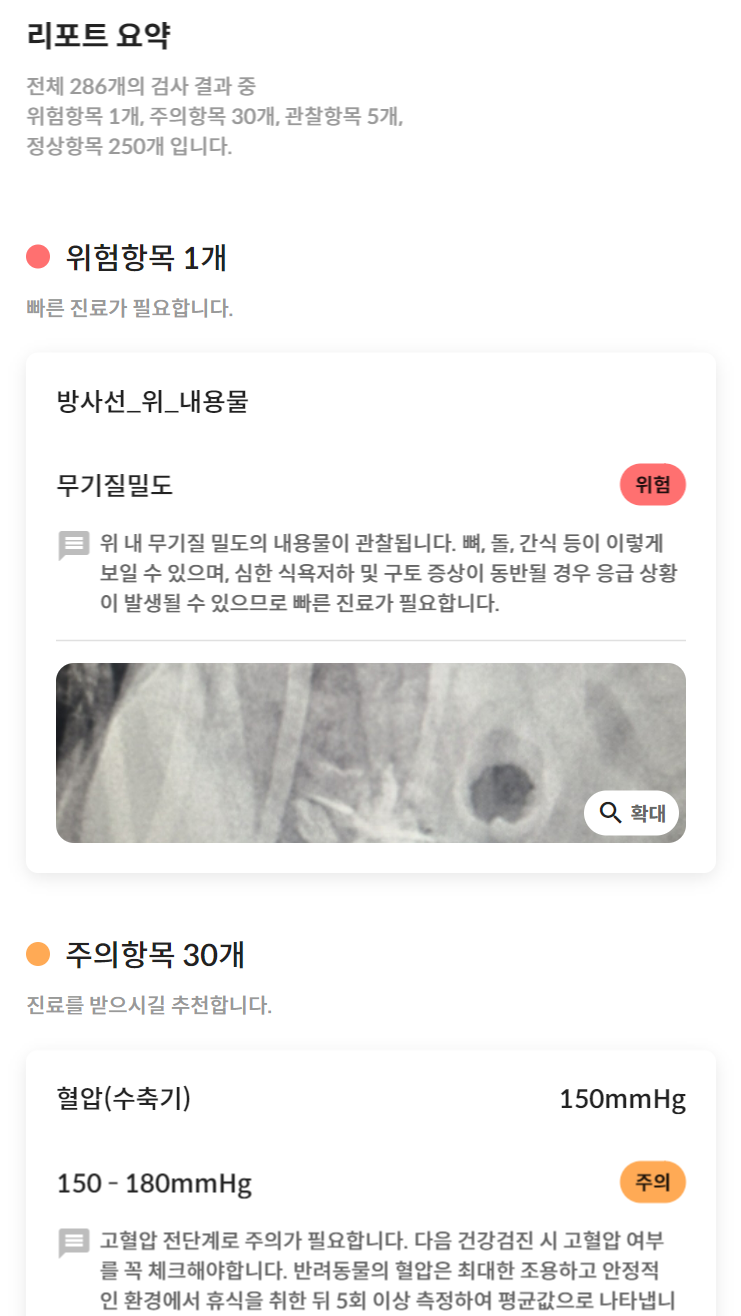 리포트 요약
전체 286개의 검사 결과 중
위험항목 1개, 주의항목 30개, 관찰항목 5개,
정상항목 250개 입니다.
위험항목 1개
빠른 진료가 필요합니다.
방사선_위_내용물
무기질밀도
위험
위 내 무기질 밀도의 내용물이 관찰됩니다. 뼈, 돌, 간식 등이 이렇게
보일 수 있으며, 심한 식욕저하 및 구토 증상이 동반될 경우 응급 상황
이 발생될 수 있으므로 빠른 진료가 필요합니다.
확대
주의항목 30개
진료를 받으시길 추천합니다.
혈압(수축기)
150mmHg
150 - 180mmHg
주의
고혈압 전단계로 주의가 필요합니다. 다음 건강검진 시 고혈압 여부
를 꼭 체크해야합니다. 반려동물의 혈압은 최대한 조용하고 안정적
인 환경에서 휴식을 취한 뒤 5회 이상 측정하여 평균값으로 나타냅니